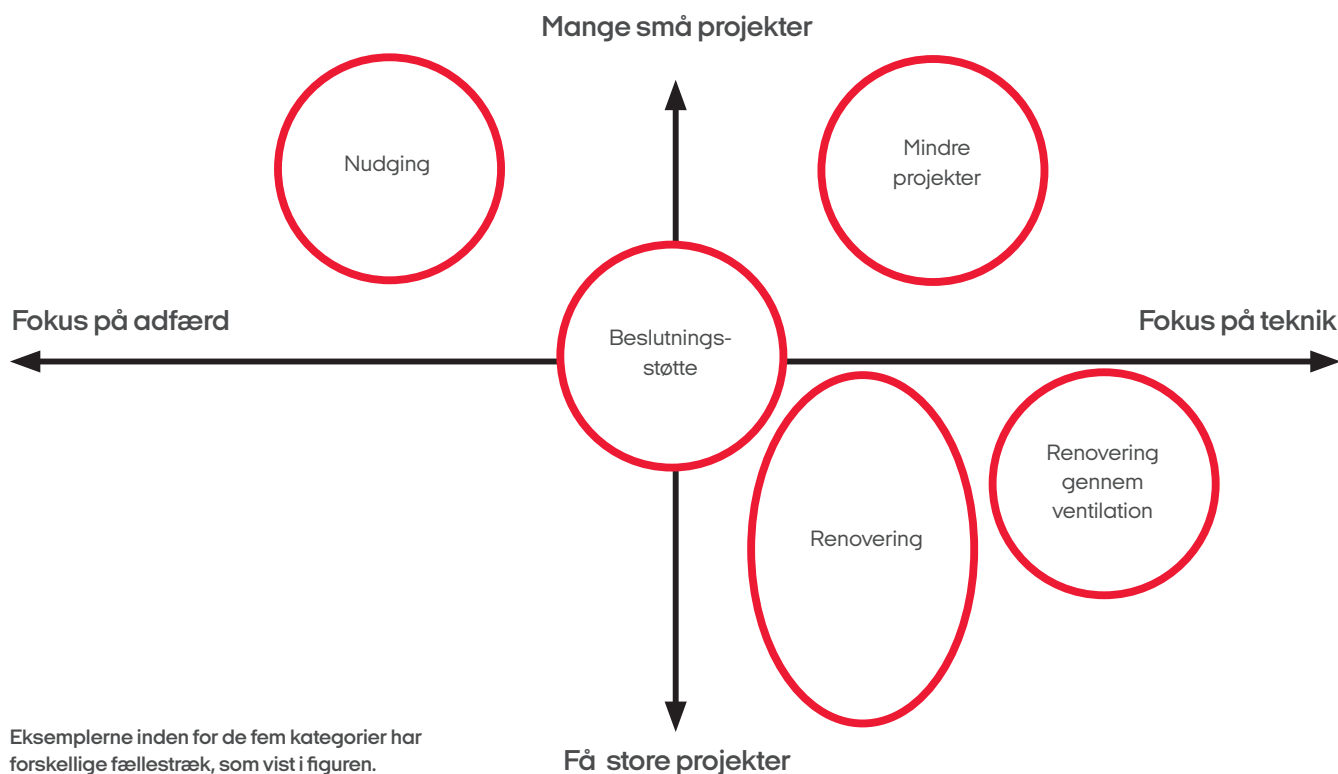 Mange små projekter
Nudging
Mindre
projekter
Fokus på adfærd
Fokus på teknik
Beslutnings-
støtte
Renovering
gennem
ventilation
Renovering
Eksemplerne inden for de fem kategorier har
forskellige fællestræk, som vist i figuren.
Få store projekter